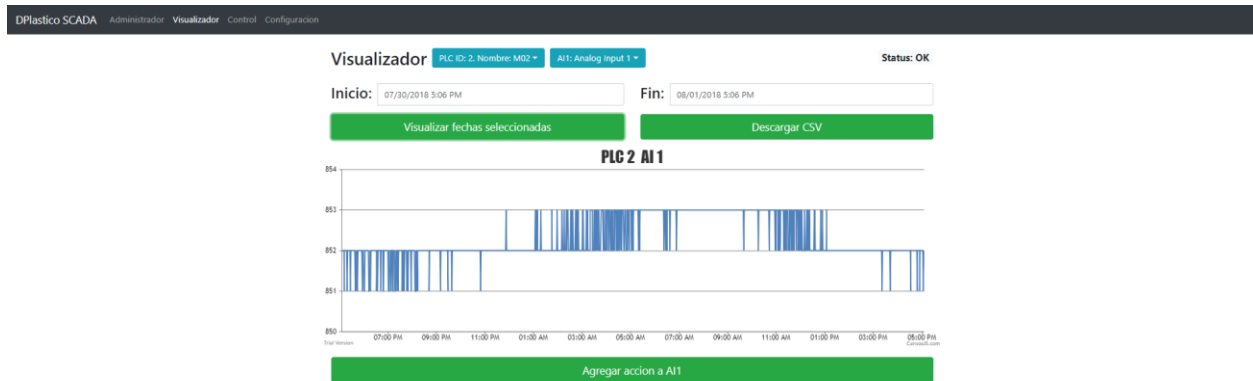 DPlastico SCADA Administrador Visualizador Control Configuracion
Visualizador PLC ID: 2. Nombre: M02 AI1: Analog Input 1 Status: OK
Inicio: 07/30/2018 5:06 PM Fin: 08/01/2018 5:06 PM
Visualizar fechas seleccionadas Descargar CSV
PLC 2 AI 1
854
853
852
851
850
07:00 PM 09:00 PM 11:00 PM 01:00 AM 03:00 AM 05:00 AM 07:00 AM 09:00 AM 11:00 AM 01:00 PM 03:00 PM 05:00 PM
Trial Version CanvasJS.com
Agregar accion a AI1